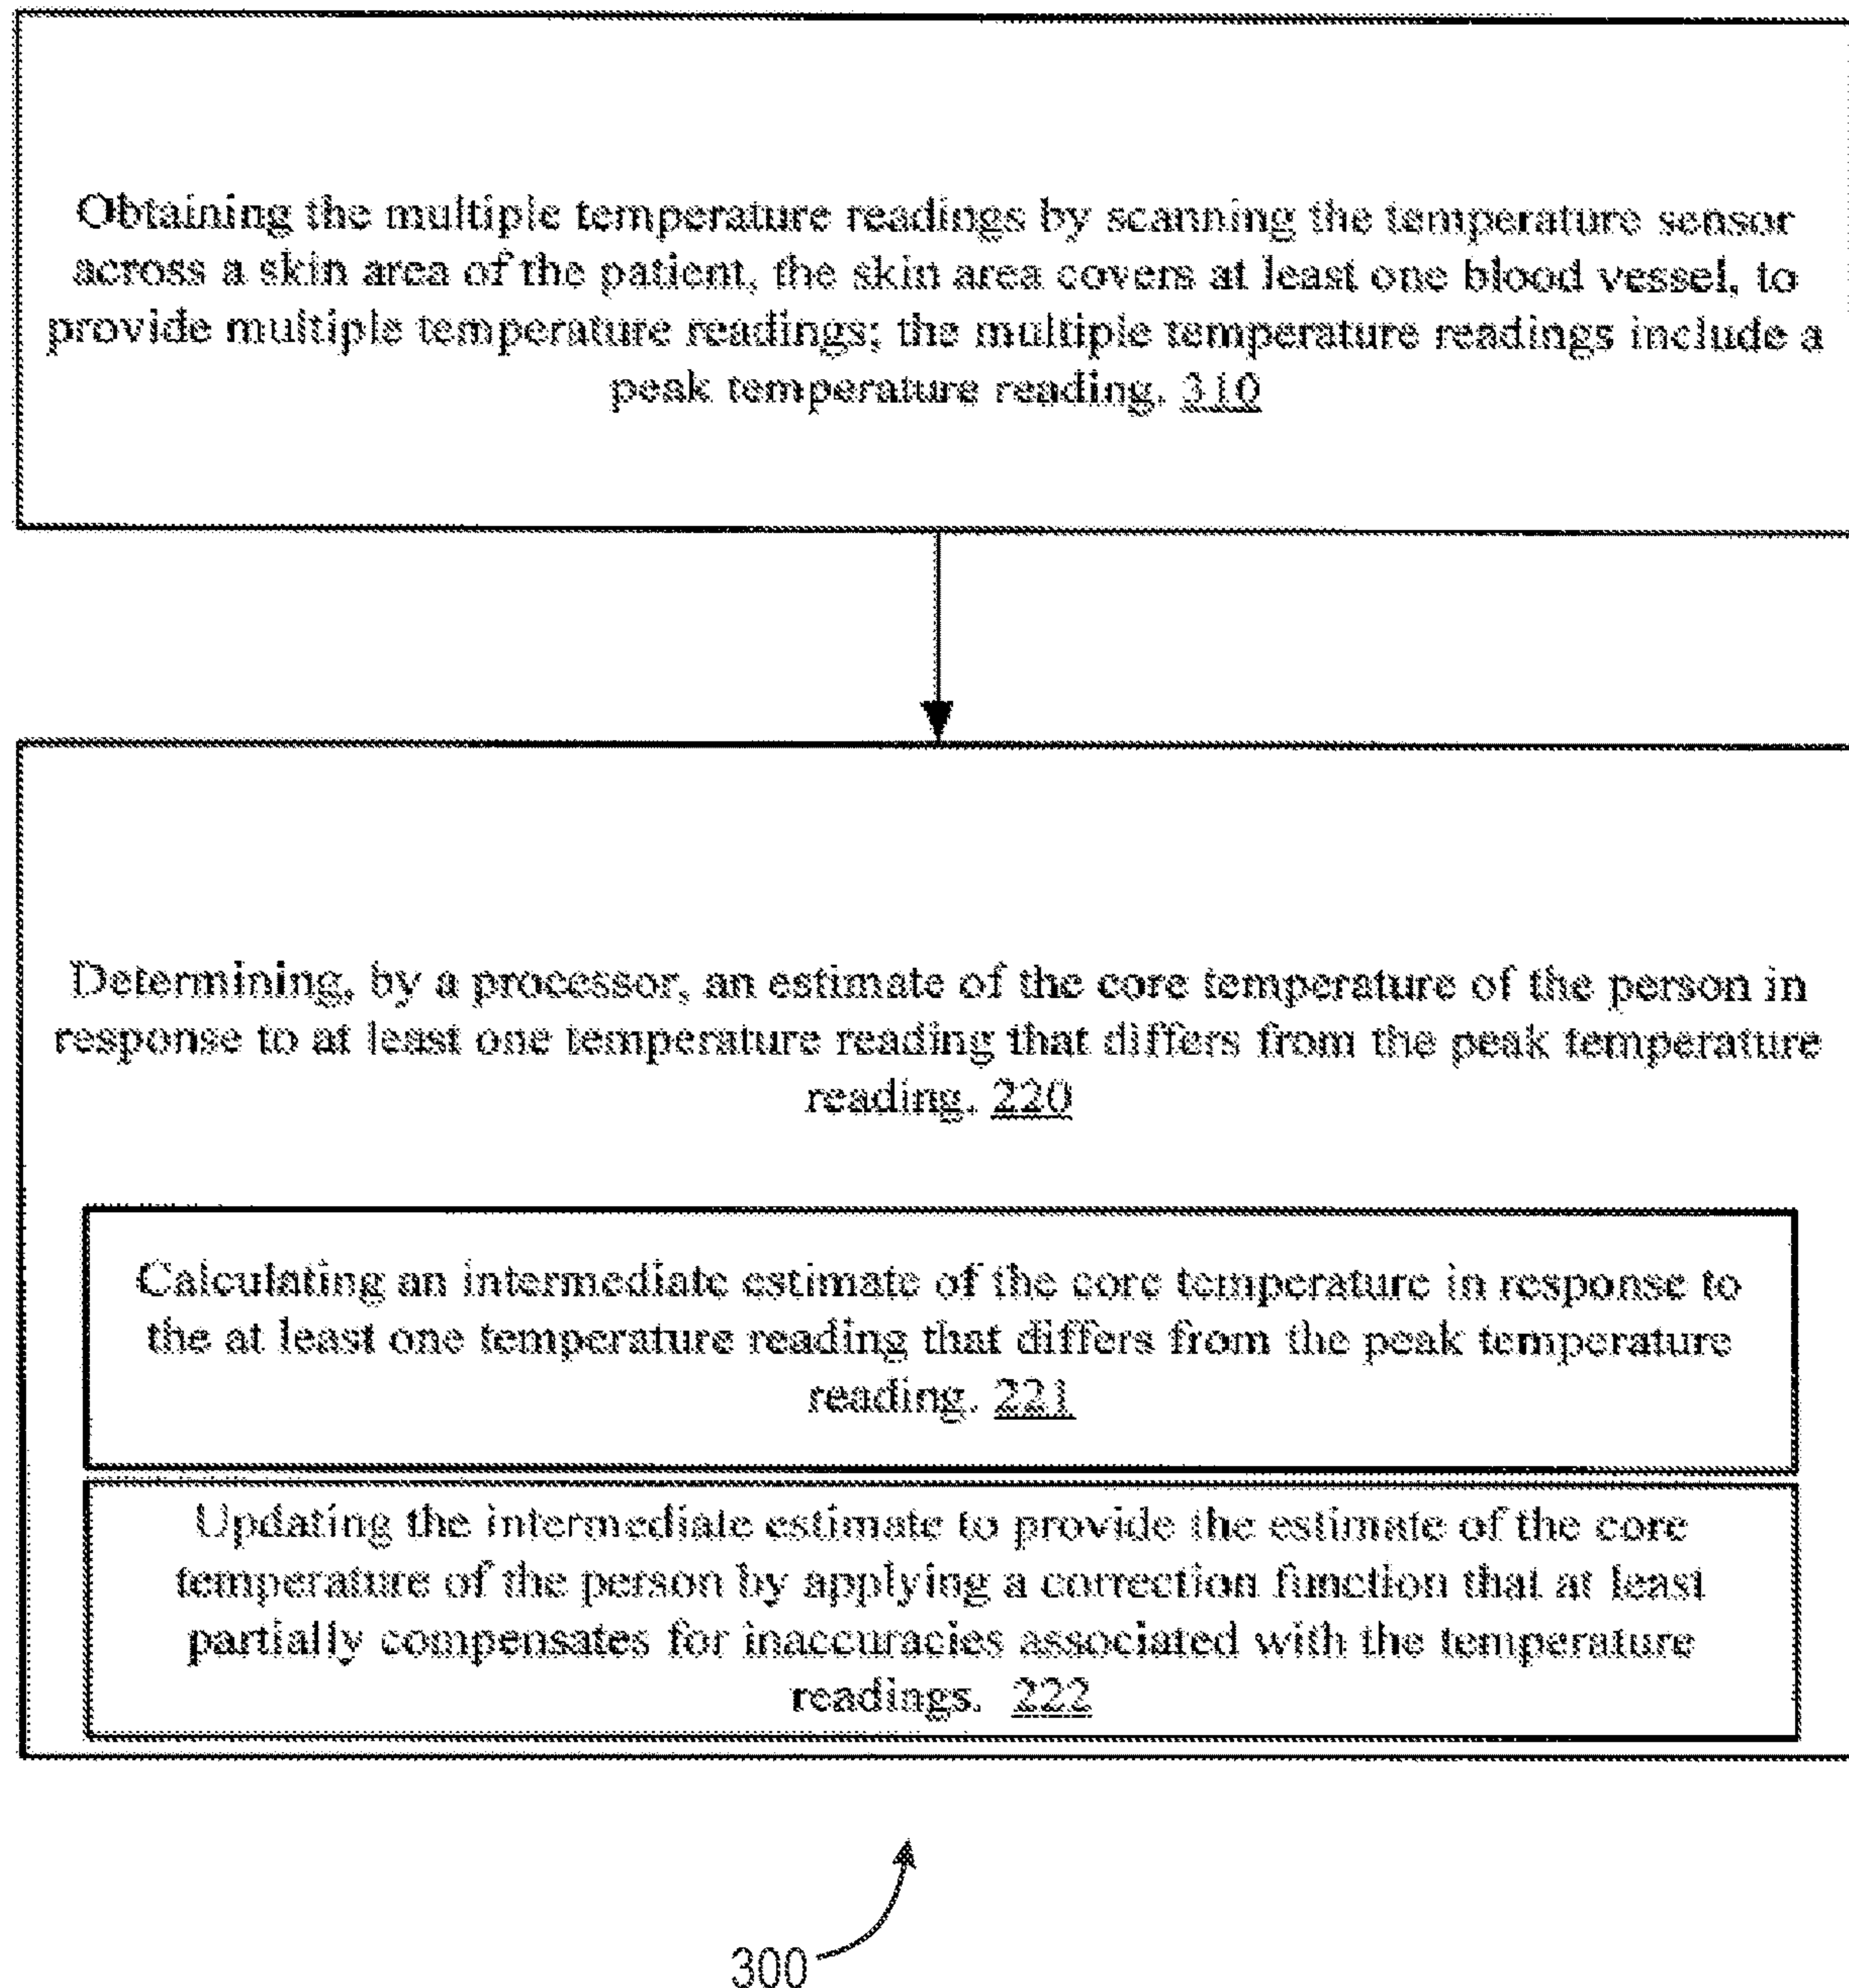 Obtaining the multiple temperature readings by scanning the temperature sensor
across a skin area of the patient, the skin area covers at least one blood vessel, to
provide multiple temperature readings; the multiple temperature readings include a
peak temperature reading. 310
Determining, by a processor, an estimate of the core temperature of the person in
response to at least one temperature reading that differs from the peak temperature
reading. 220
Calculating an intermediate estimate of the core temperature in response to
the at least one temperature reading that differs from the peak temperature
reading. 221
Updating the intermediate estimate to provide the estimate of the core
temperature of the person by applying a correction function that at least
partially compensates for inaccuracies associated with the temperature
readings. 222
300